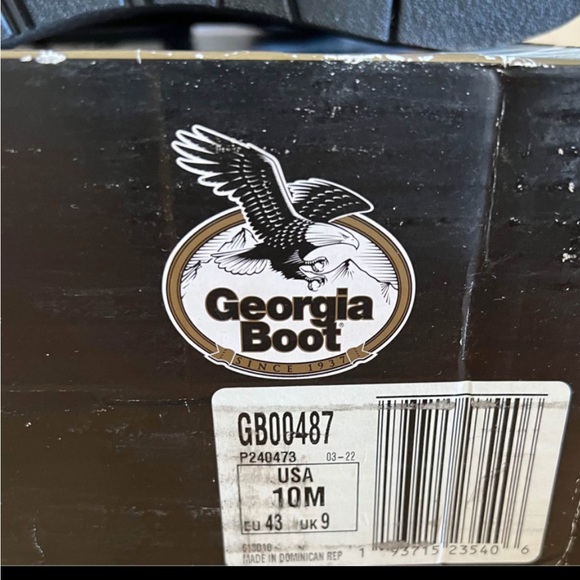 Georgia
Boot®
SINCE 1937
GB00487
P240473 03-22
USA
10M
EU 43 UK 9
MADE IN DOMINICAN REP
1 93715 23540 6